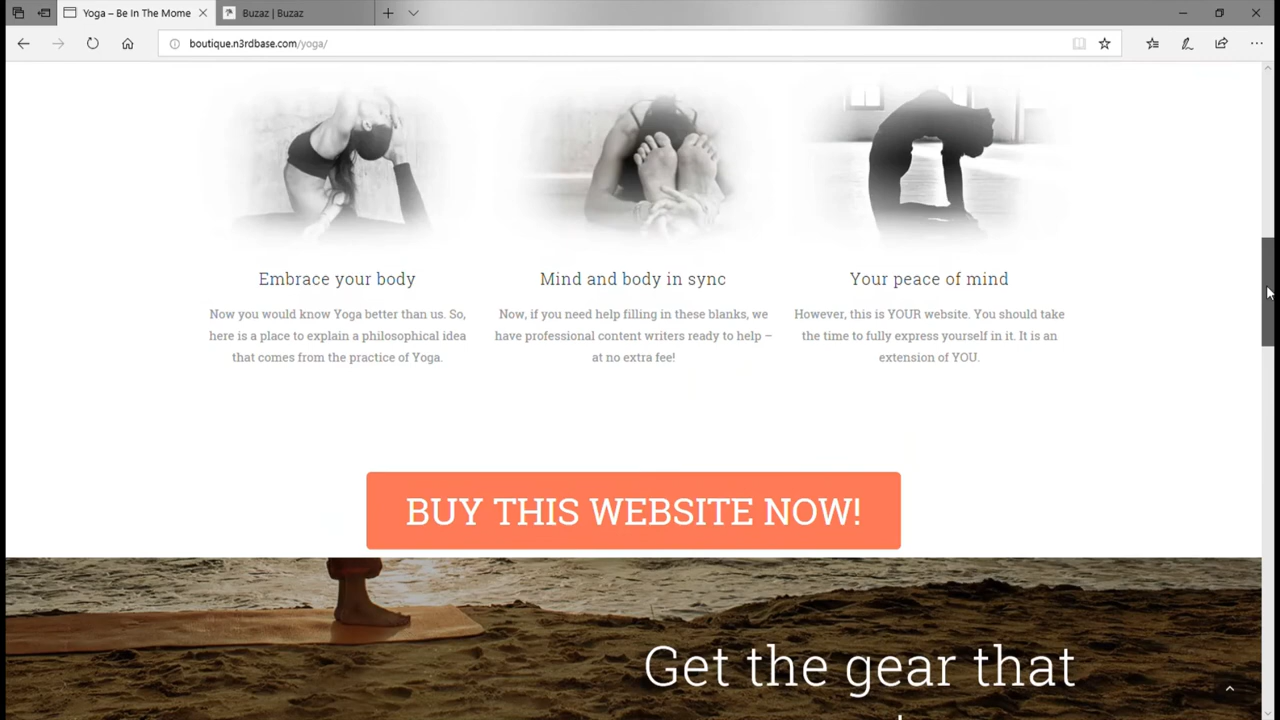 Yoga – Be In The Mome
Buzaz | Buzaz
boutique.n3rdbase.com/yoga/
Embrace your body
Now you would know Yoga better than us. So,
here is a place to explain a philosophical idea
that comes from the practice of Yoga.
Mind and body in sync
Now, if you need help filling in these blanks, we
have professional content writers ready to help –
at no extra fee!
Your peace of mind
However, this is YOUR website. You should take
the time to fully express yourself in it. It is an
extension of YOU.
BUY THIS WEBSITE NOW!
Get the gear that